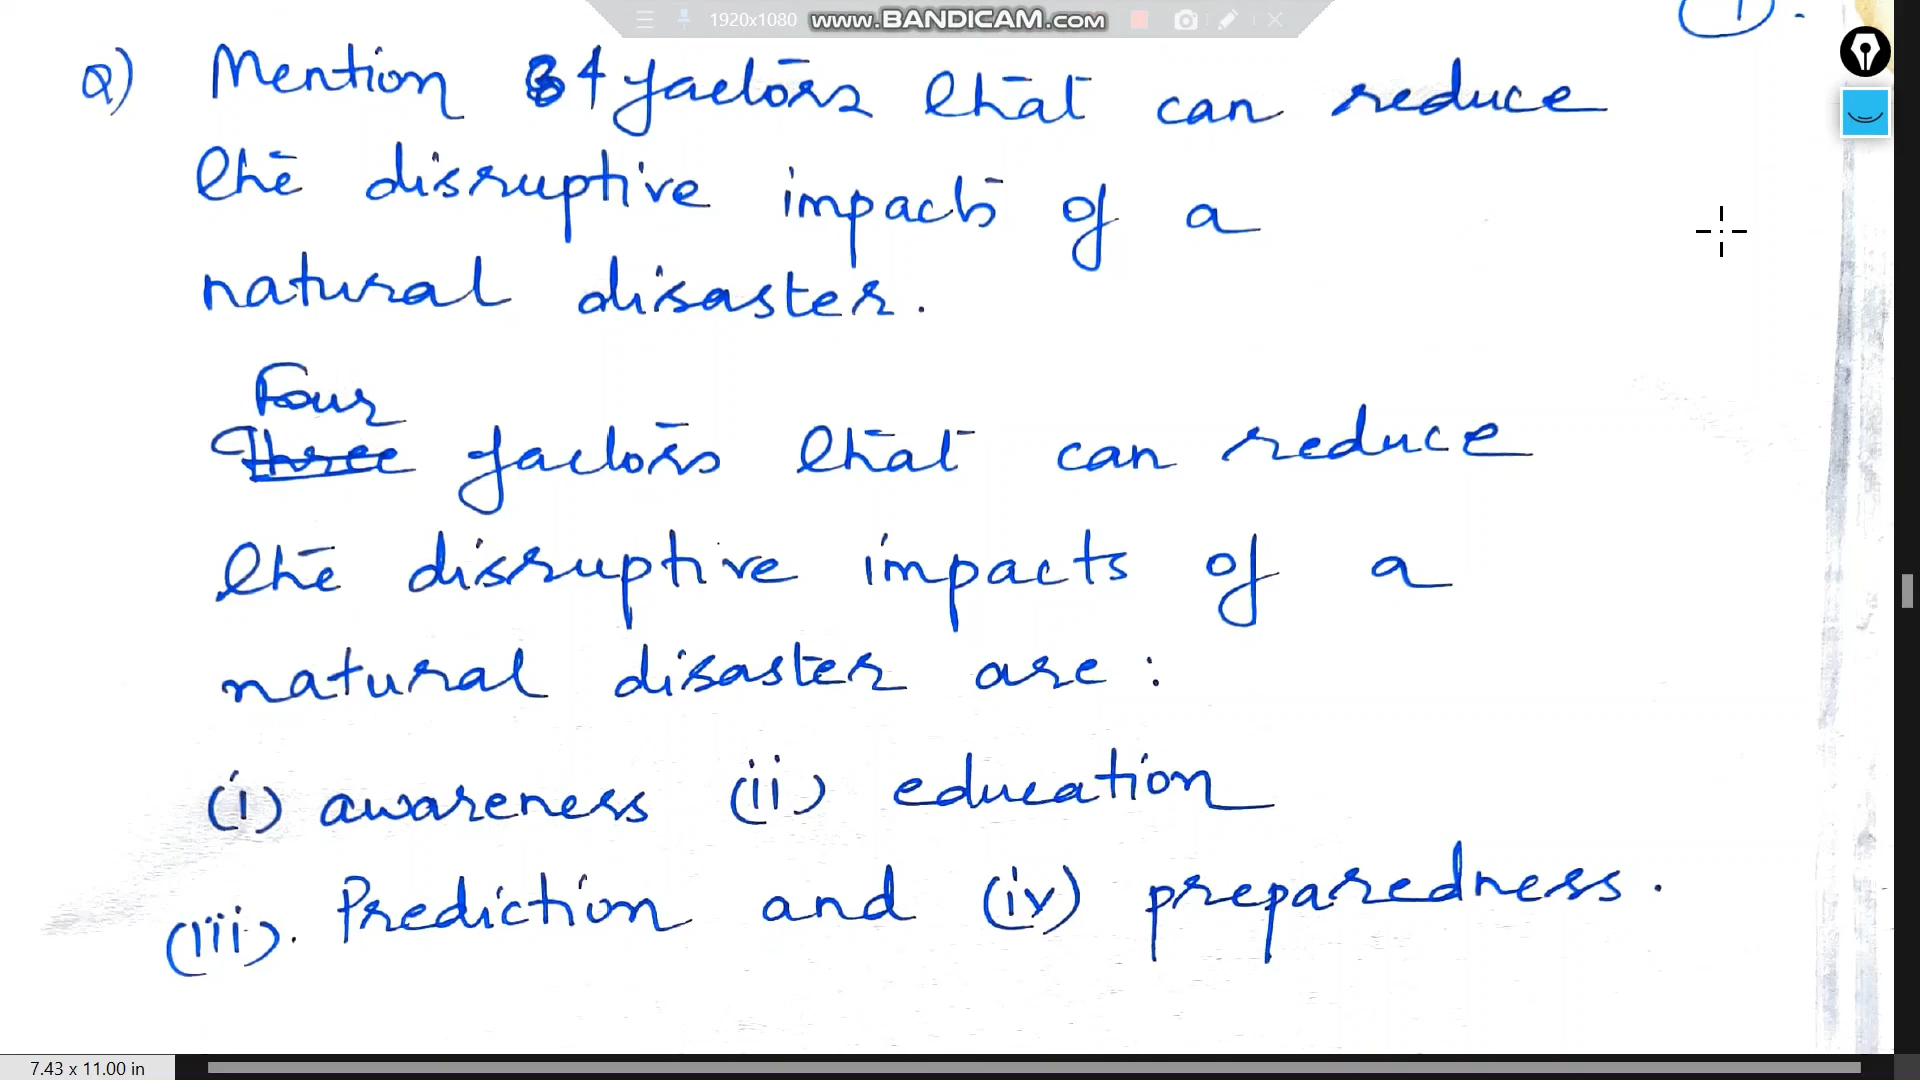 1920x1080 www.BANDICAM.com
1.
Q) Mention 4 factors that can reduce
the disruptive impacts of a
natural disaster.
Four
Three factors that can reduce
the disruptive impacts of a
natural disaster are:
(i) awareness (ii) education
(iii). Prediction and (iv) preparedness.
7.43 x 11.00 in